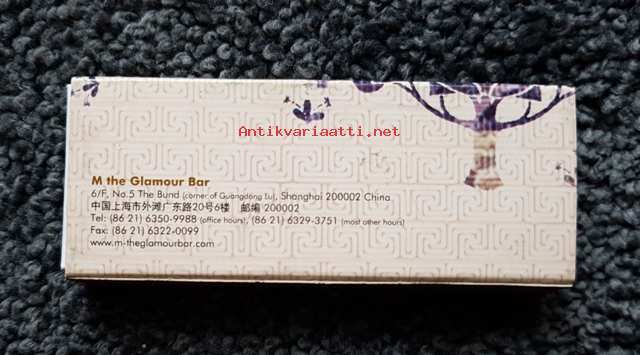 Antikvariaatti.net
M the Glamour Bar
6/F, No.5 The Bund (corner of Guangdong Lu), Shanghai 200002 China
中国上海市外滩广东路20号6楼 邮编 200002
Tel: (86 21) 6350-9988 (office hours), (86 21) 6329-3751 (most other hours)
Fax: (86 21) 6322-0099
www.m-theglamourbar.com